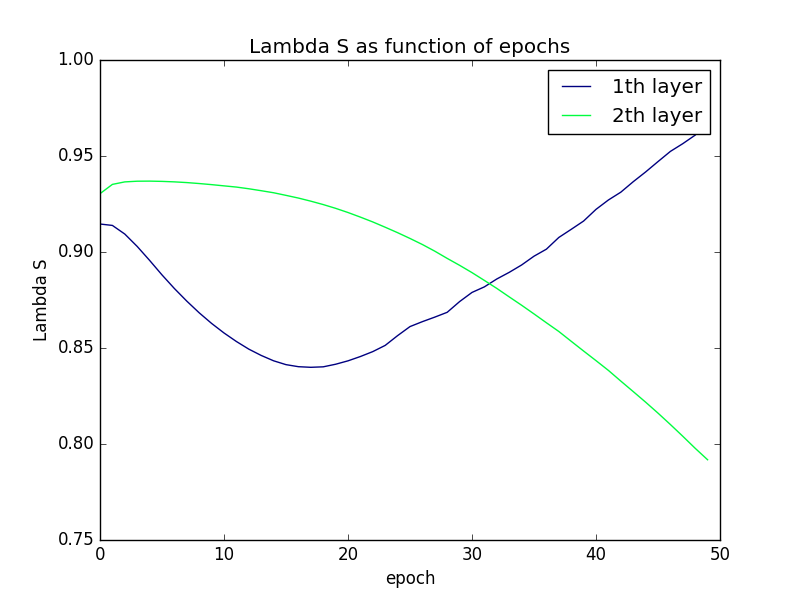 Lambda S as function of epochs
1th layer
2th layer
1.00
0.95
0.90
0.85
0.80
0.75
Lambda S
0
10
20
30
40
50
epoch